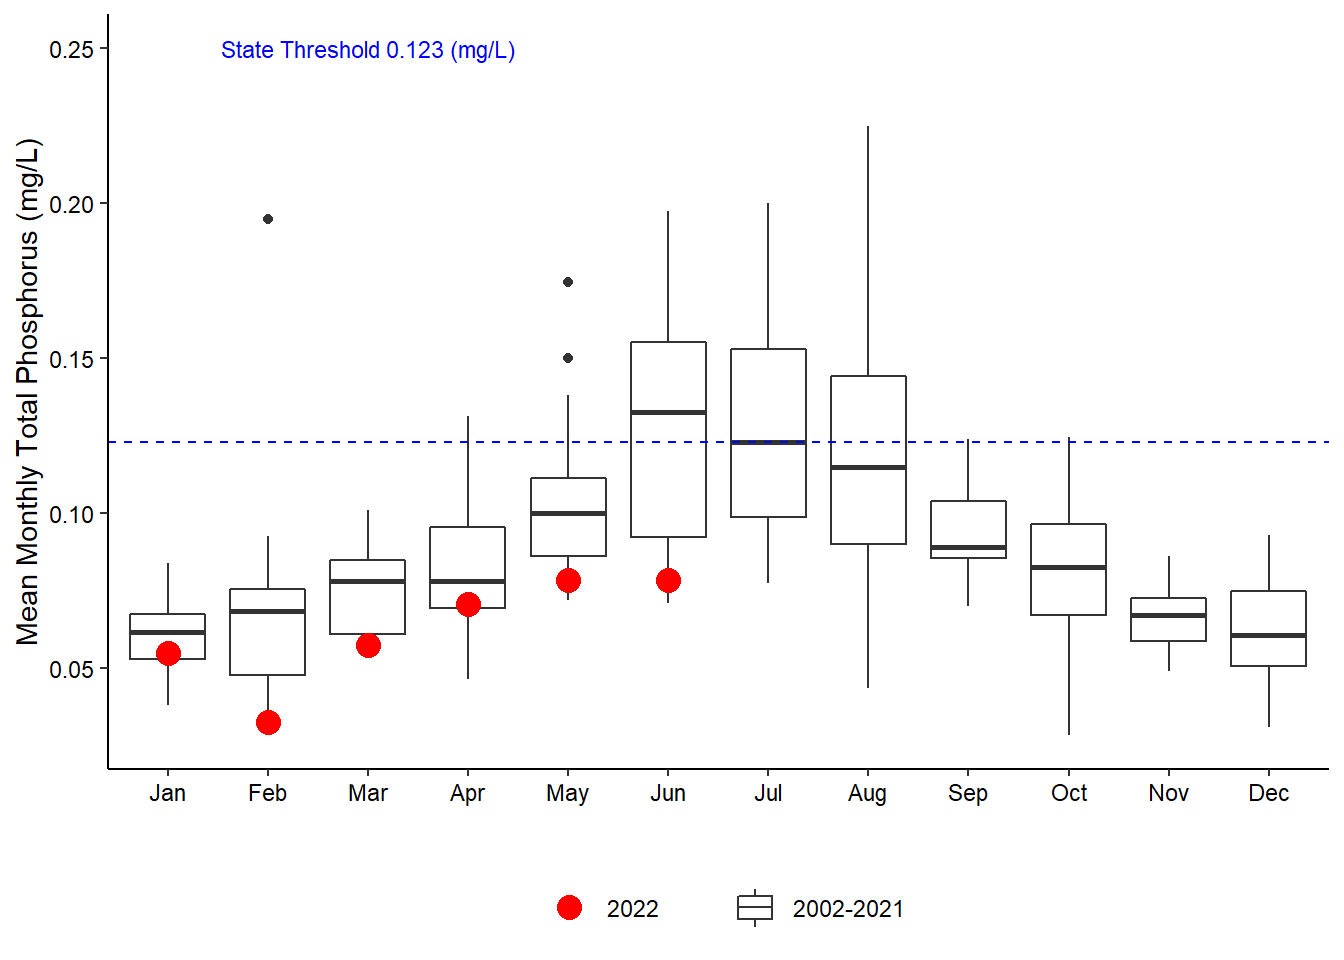 State Threshold 0.123 (mg/L)
Mean Monthly Total Phosphorus (mg/L)
0.25
0.20
0.15
0.10
0.05
Jan Feb Mar Apr May Jun Jul Aug Sep Oct Nov Dec
2022 2002-2021